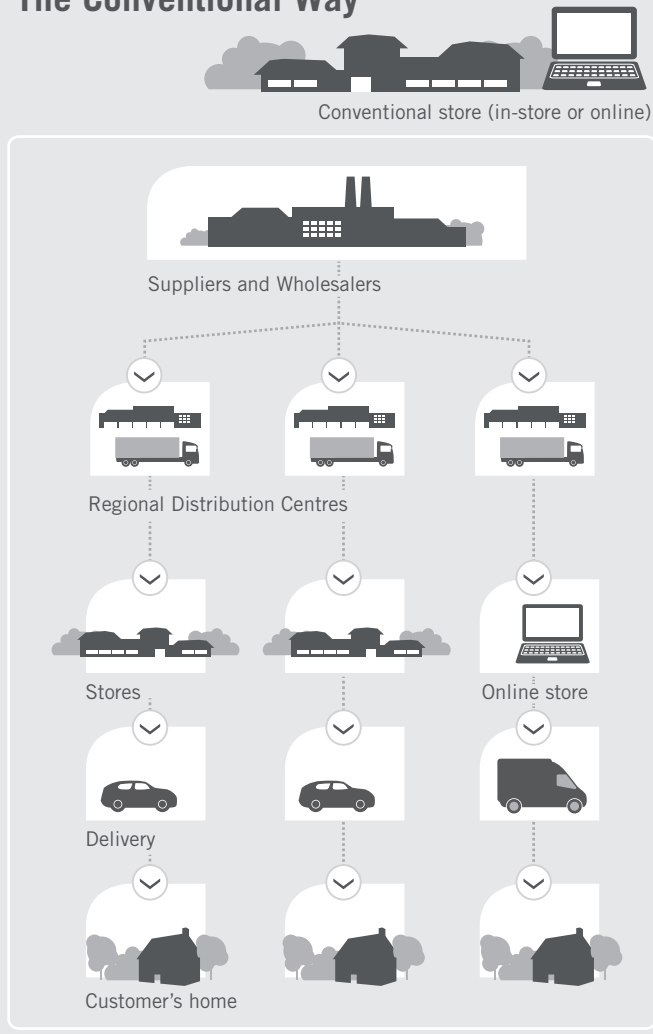 The Conventional Way
Conventional store (in-store or online)
Suppliers and Wholesalers
Regional Distribution Centres
Stores
Online store
Delivery
Customer's home